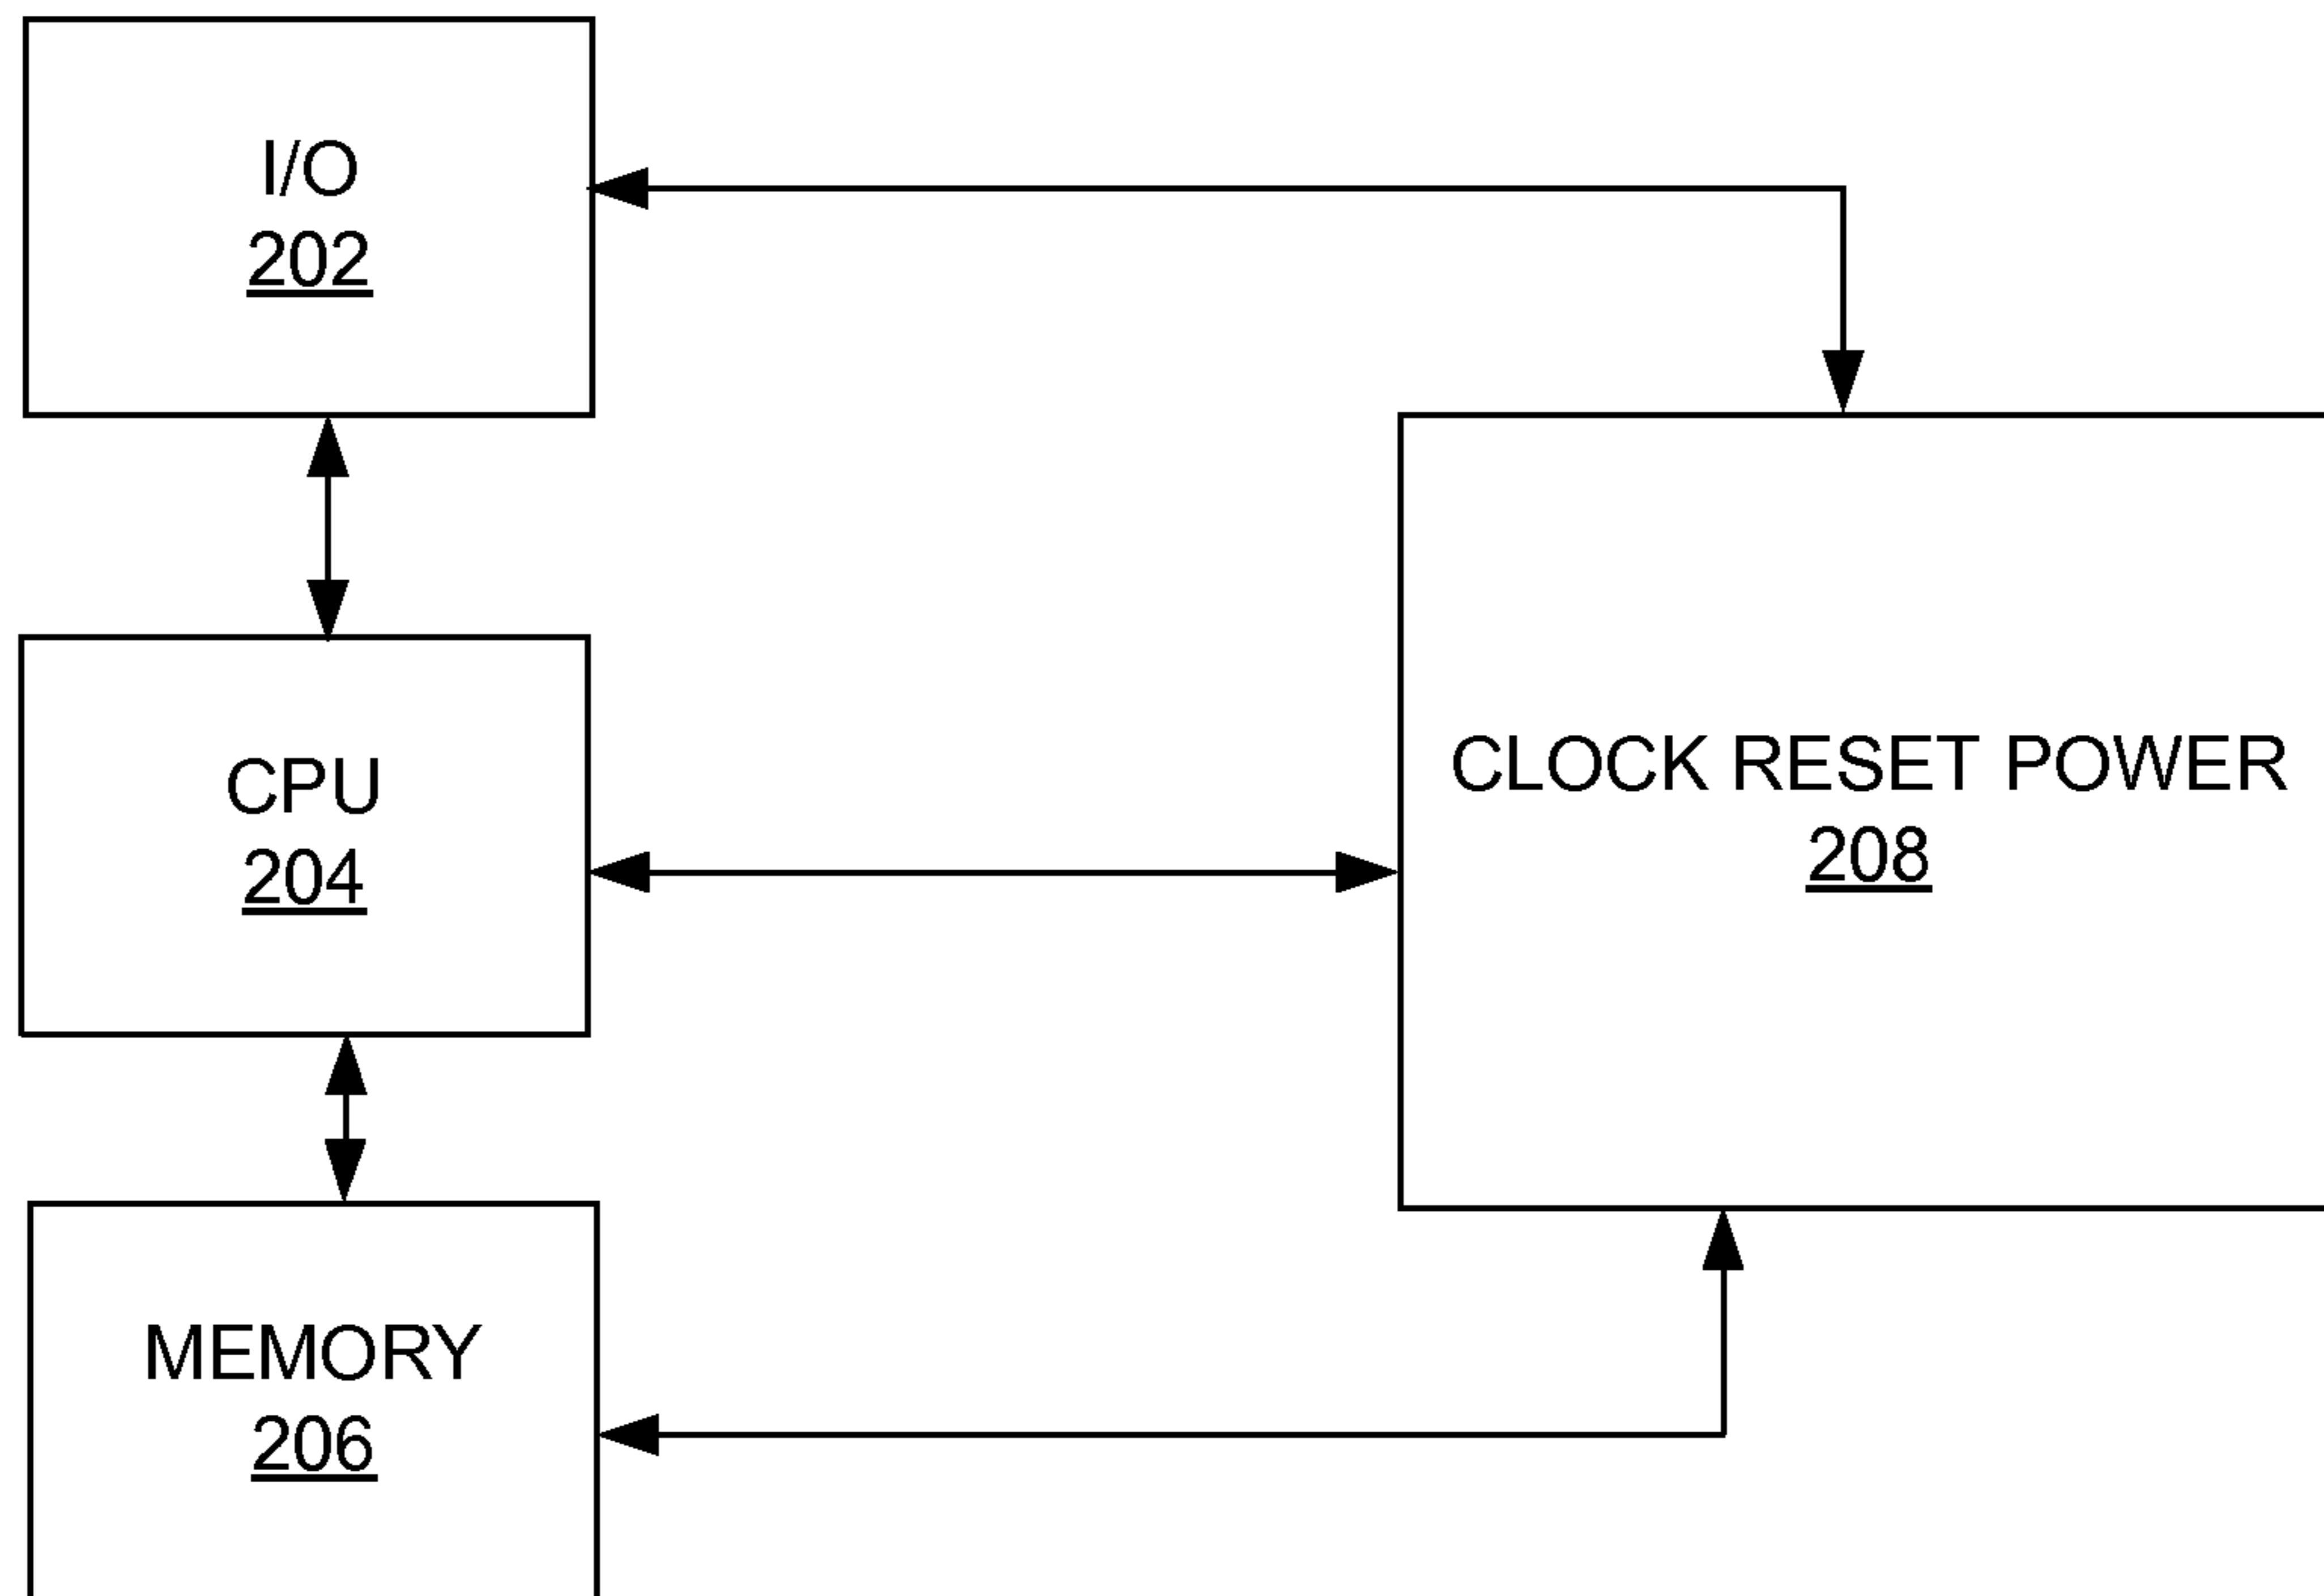 I/O
202
CPU
204
CLOCK RESET POWER
208
MEMORY
206